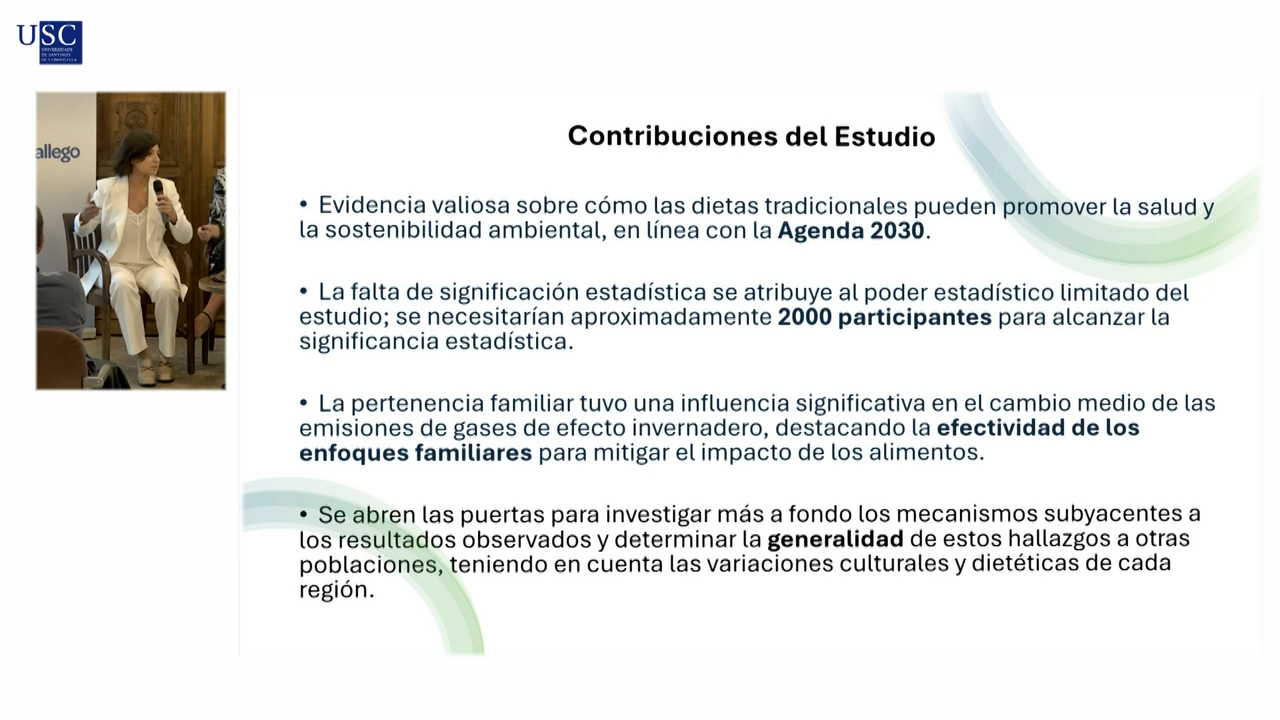 USC
UNIVERSIDADE
DE SANTIAGO
DE COMPOSTELA
allego
Contribuciones del Estudio
• Evidencia valiosa sobre cómo las dietas tradicionales pueden promover la salud y
la sostenibilidad ambiental, en línea con la Agenda 2030.
• La falta de significación estadística se atribuye al poder estadístico limitado del
estudio; se necesitarían aproximadamente 2000 participantes para alcanzar la
significancia estadística.
• La pertenencia familiar tuvo una influencia significativa en el cambio medio de las
emisiones de gases de efecto invernadero, destacando la efectividad de los
enfoques familiares para mitigar el impacto de los alimentos.
• Se abren las puertas para investigar más a fondo los mecanismos subyacentes a
los resultados observados y determinar la generalidad de estos hallazgos a otras
poblaciones, teniendo en cuenta las variaciones culturales y dietéticas de cada
región.